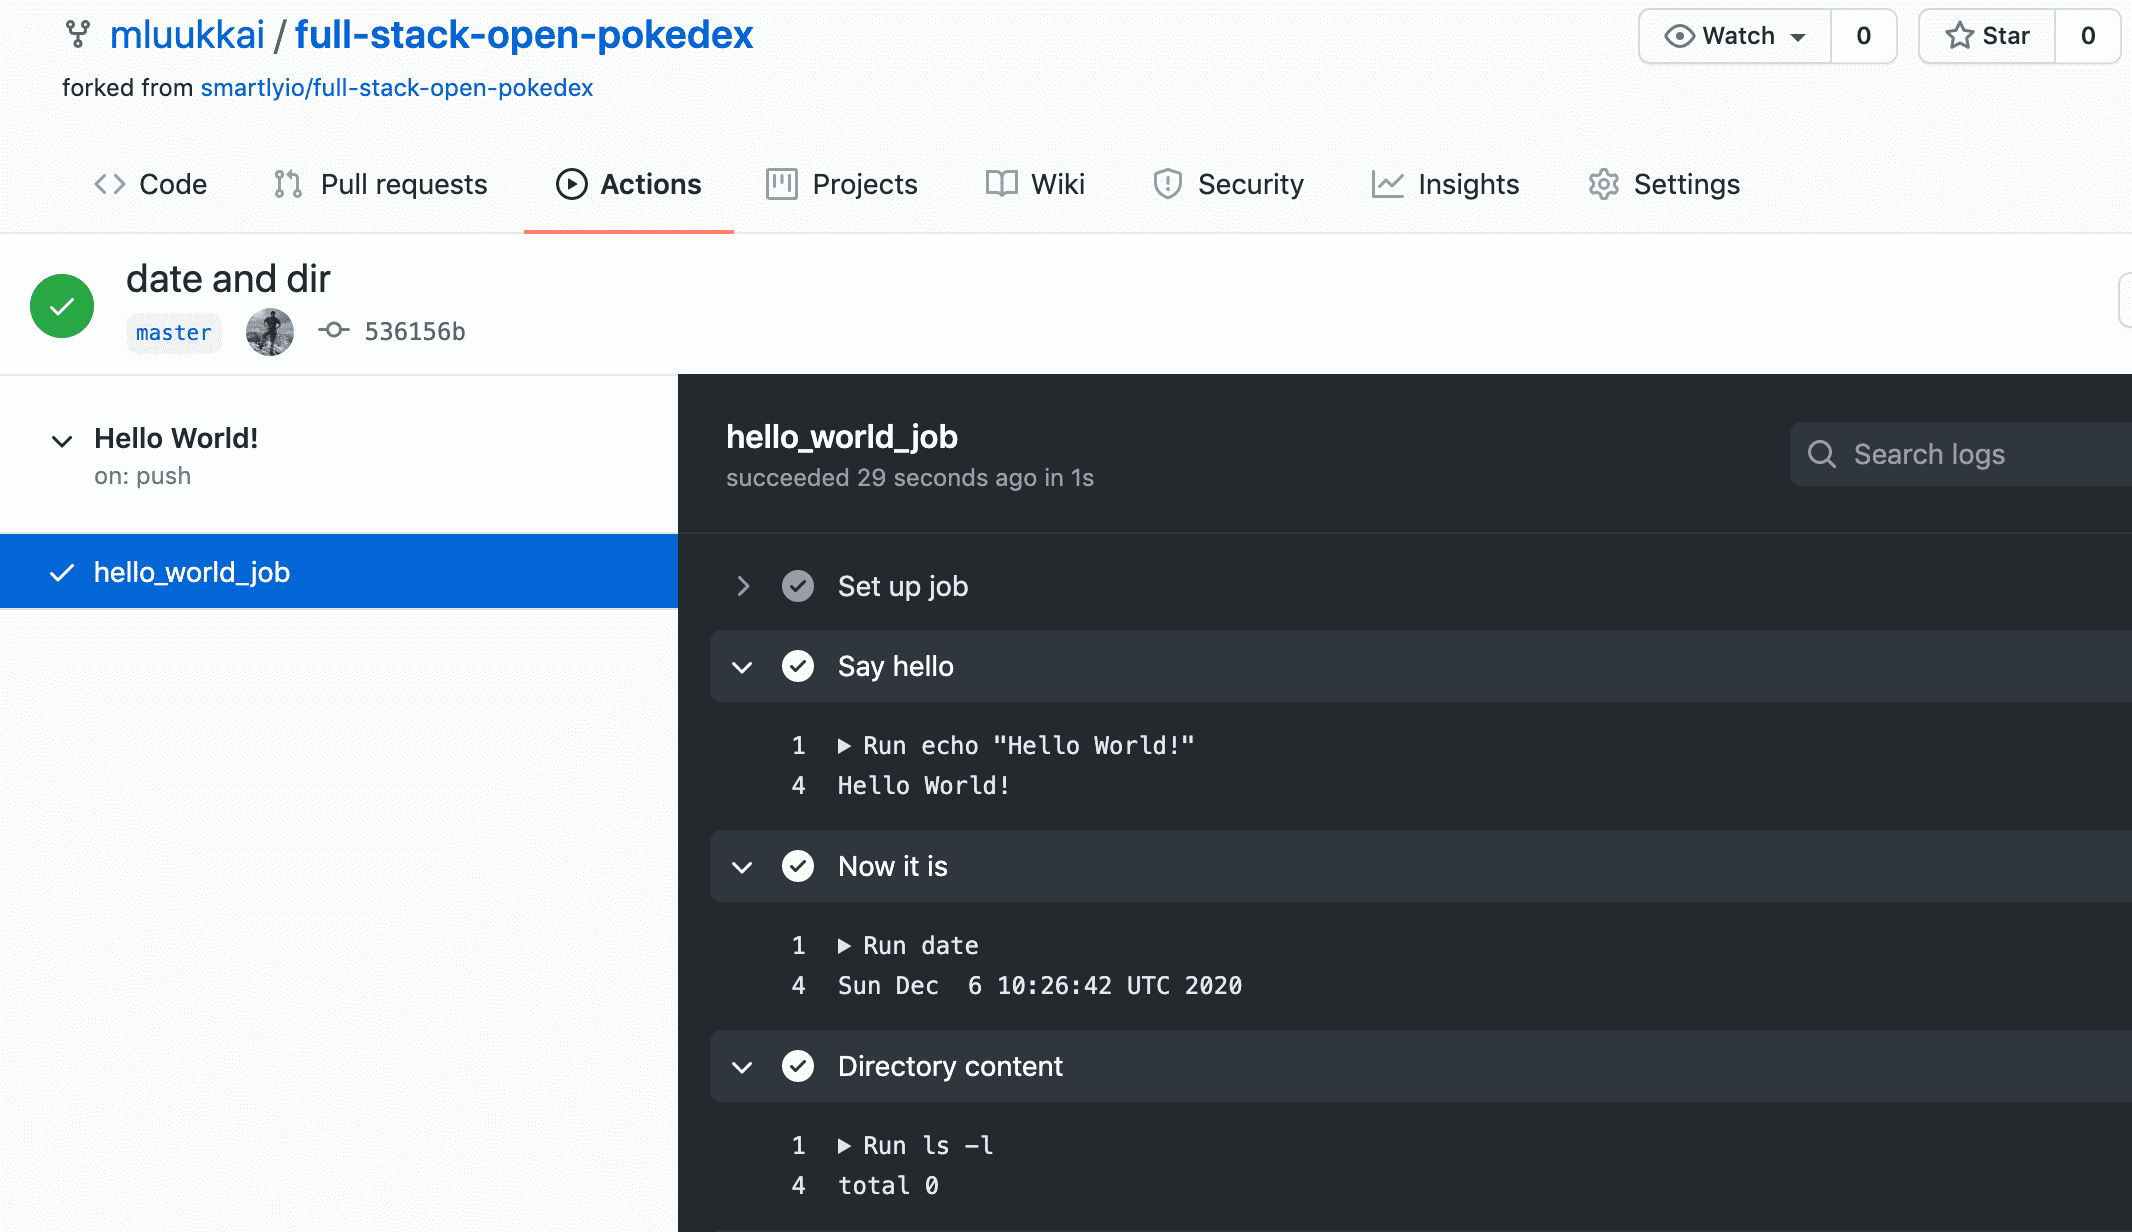 mluukkai / full-stack-open-pokedex
Watch 0
Star 0
forked from smartlyio/full-stack-open-pokedex
Code Pull requests Actions Projects Wiki Security Insights Settings
date and dir
master 536156b
Hello World!
on: push
hello_world_job
hello_world_job
succeeded 29 seconds ago in 1s
Search logs
Set up job
Say hello
1 Run echo "Hello World!"
4 Hello World!
Now it is
1 Run date
4 Sun Dec  6 10:26:42 UTC 2020
Directory content
1 Run ls -l
4 total 0